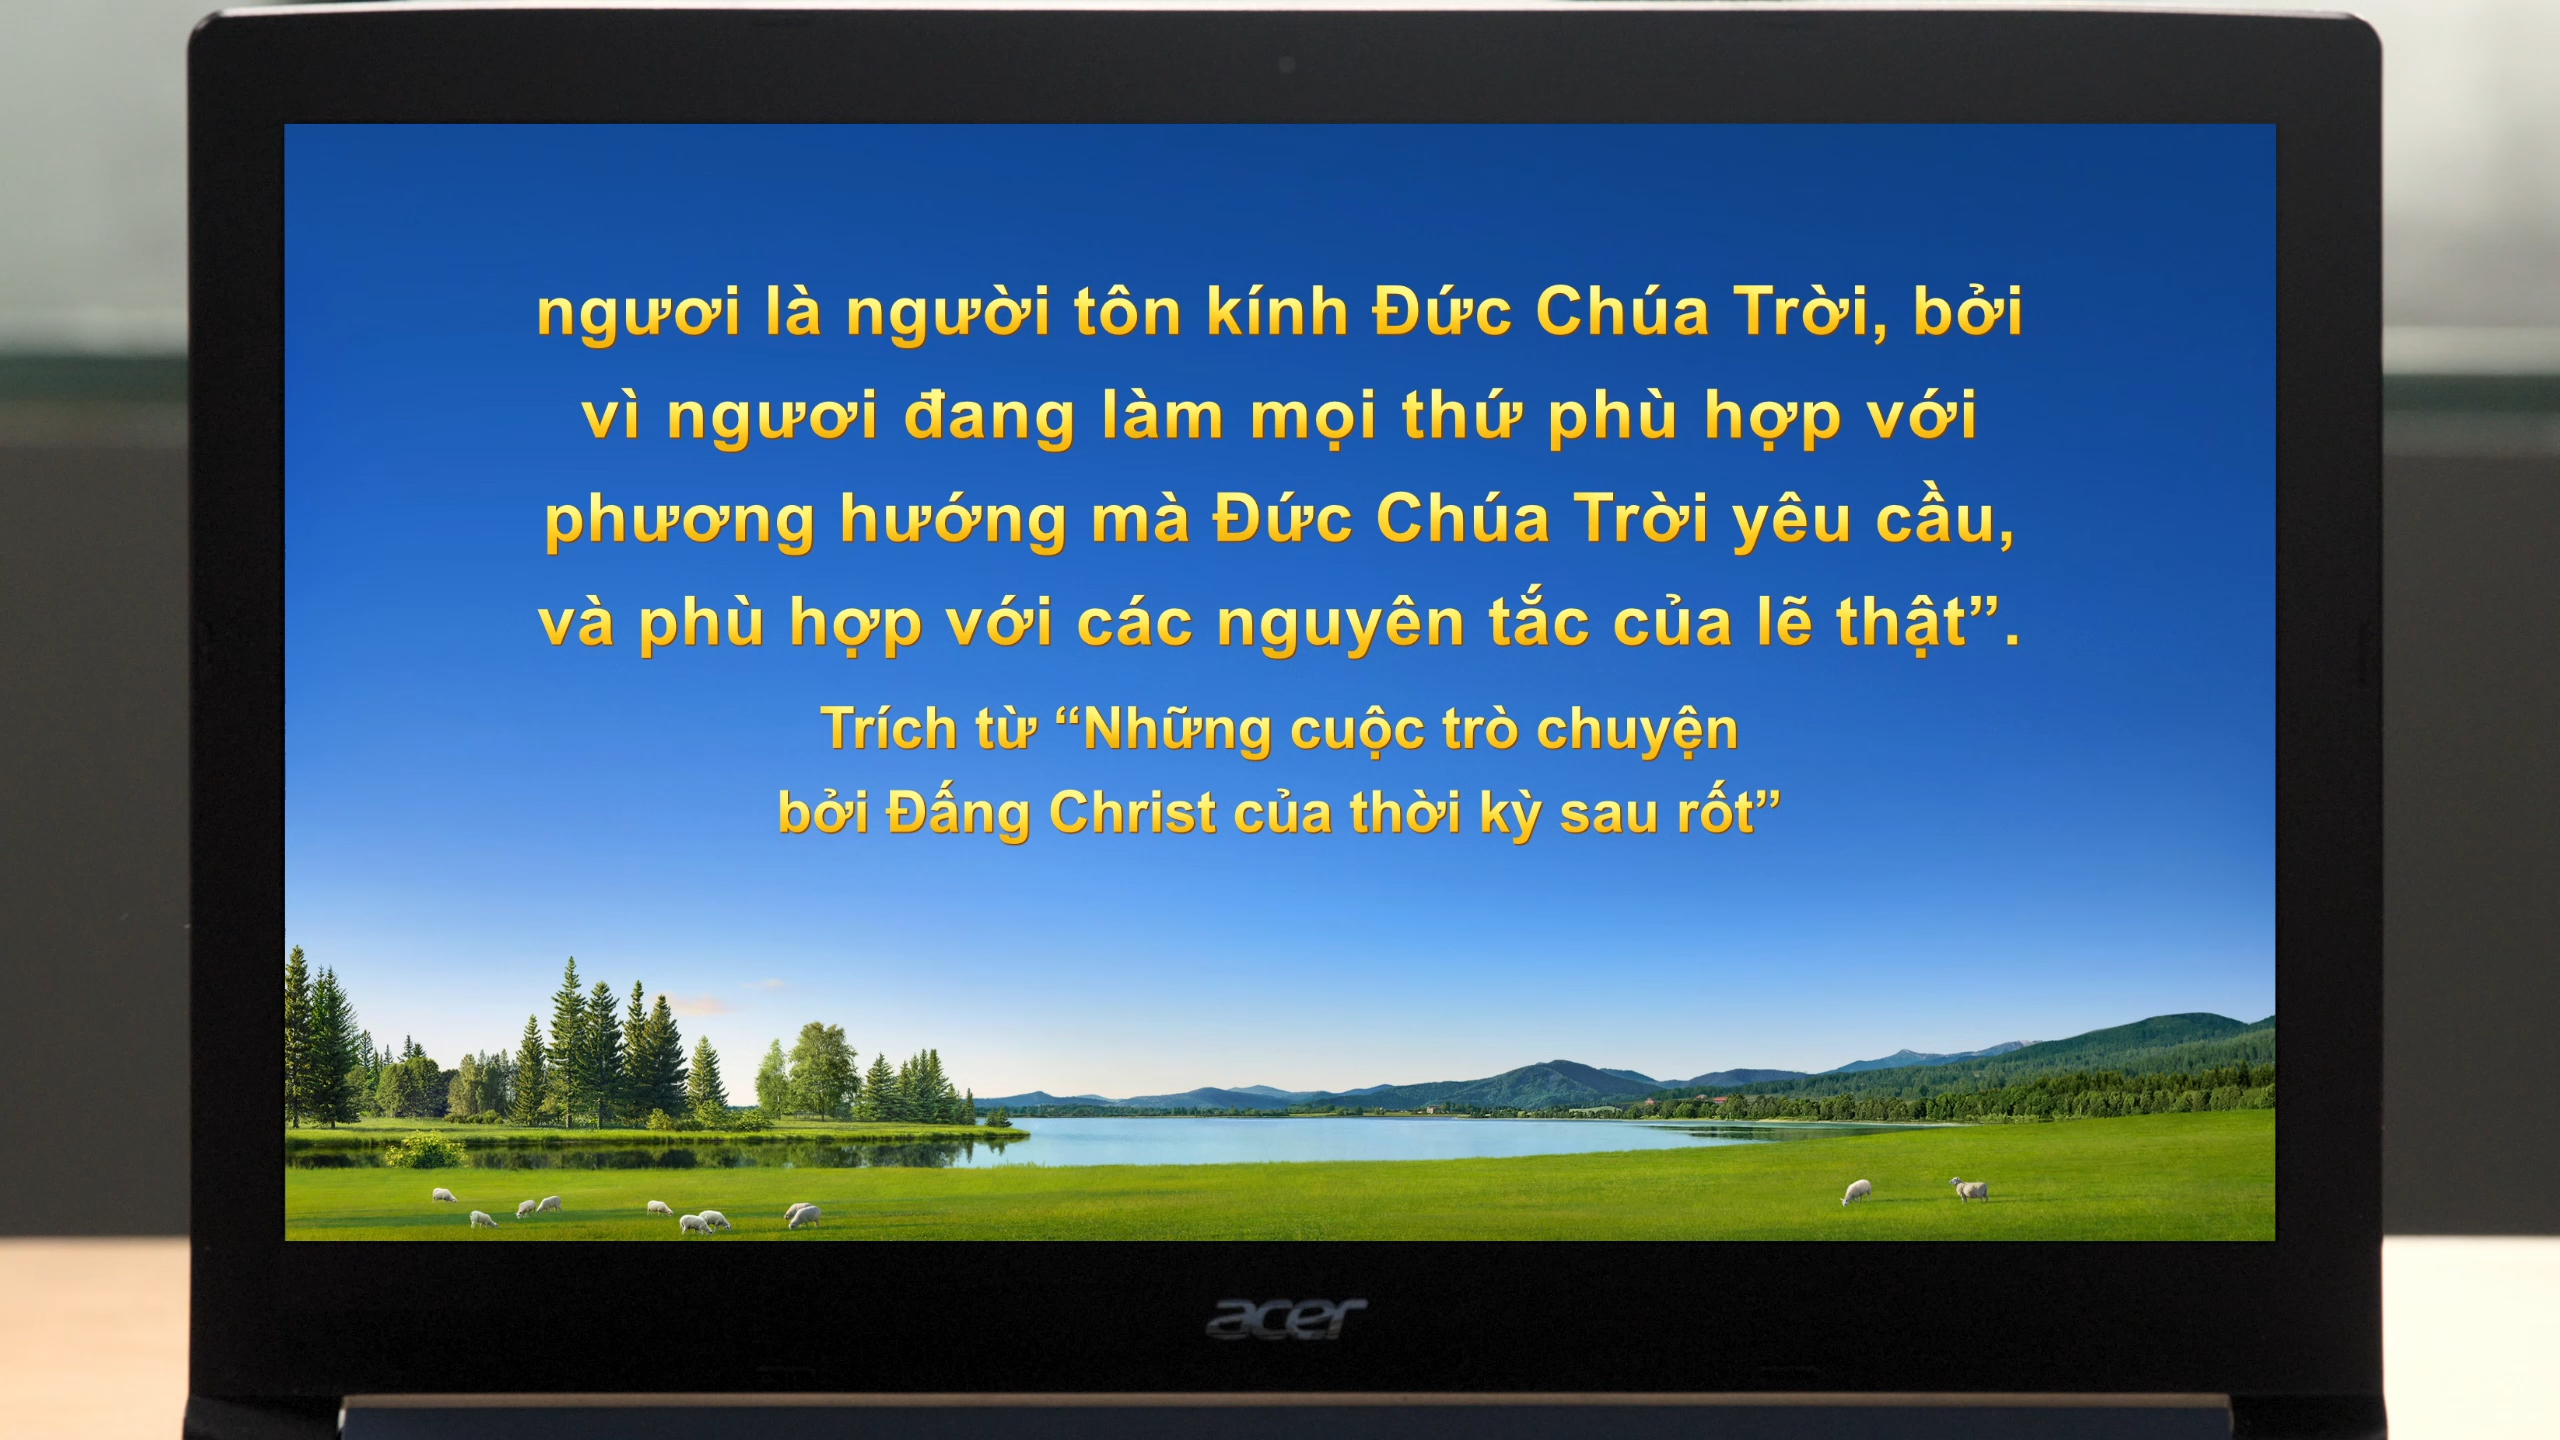 ngươi là người tôn kính Đức Chúa Trời, bởi
vì ngươi đang làm mọi thứ phù hợp với
phương hướng mà Đức Chúa Trời yêu cầu,
và phù hợp với các nguyên tắc của lẽ thật”.
Trích từ “Những cuộc trò chuyện
bởi Đấng Christ của thời kỳ sau rốt”
acer